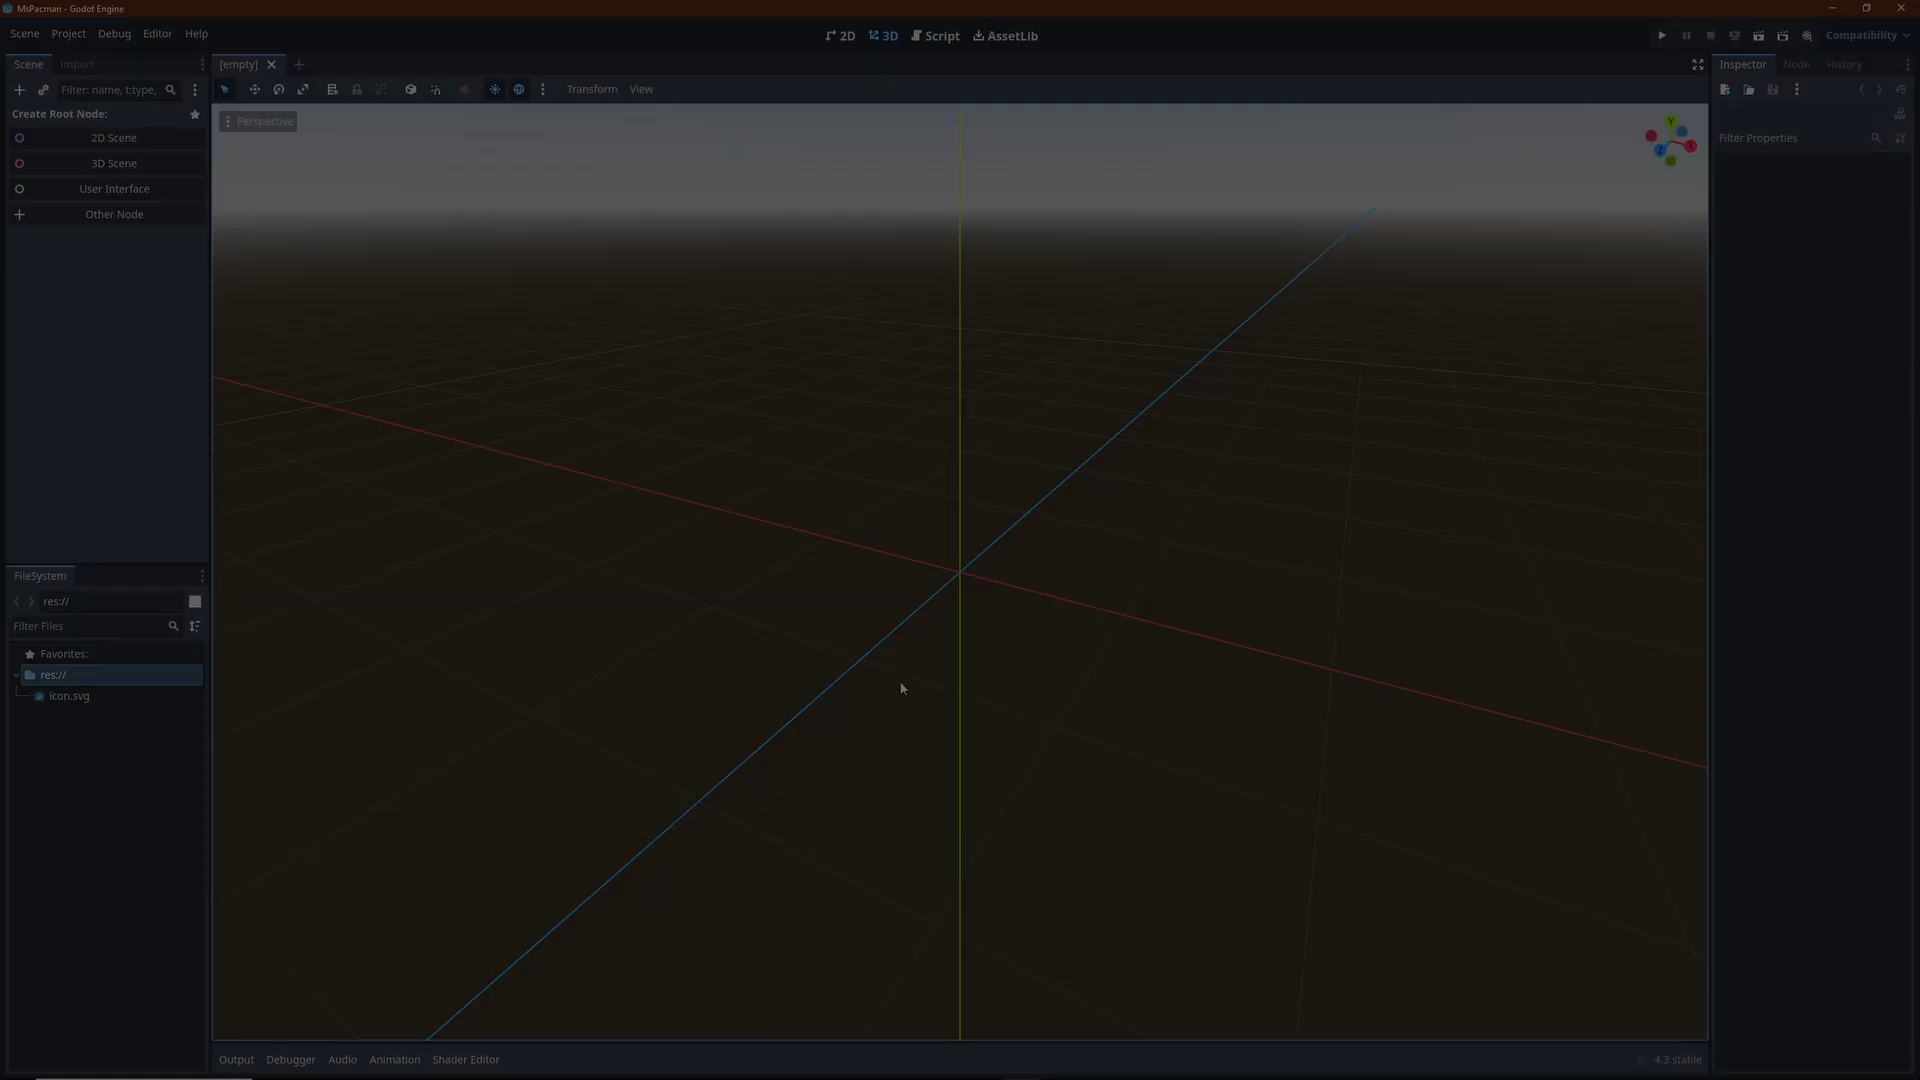 MsPacman - Godot Engine
Scene Project Debug Editor Help
2D 3D Script AssetLib
Compatibility
Scene Import
[empty]
Inspector Node History
Filter: name, t:type,
Transform View
Create Root Node:
Perspective
Y
X
Z
Filter Properties
2D Scene
3D Scene
User Interface
Other Node
FileSystem
res://
Filter Files
Favorites:
res://
icon.svg
Output Debugger Audio Animation Shader Editor
4.3.stable